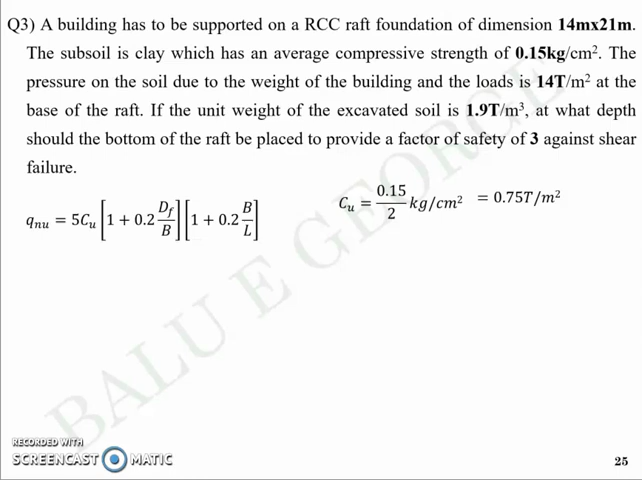 Q3) A building has to be supported on a RCC raft foundation of dimension 14mx21m.
The subsoil is clay which has an average compressive strength of 0.15kg/cm². The
pressure on the soil due to the weight of the building and the loads is 14T/m² at the
base of the raft. If the unit weight of the excavated soil is 1.9T/m³, at what depth
should the bottom of the raft be placed to provide a factor of safety of 3 against shear
failure.
q_nu = 5C_u [1 + 0.2 D_f/B] [1 + 0.2 B/L]
C_u = 0.15/2 kg/cm² = 0.75T/m²
BALU E GEORGE
RECORDED WITH
SCREENCAST MATIC
25